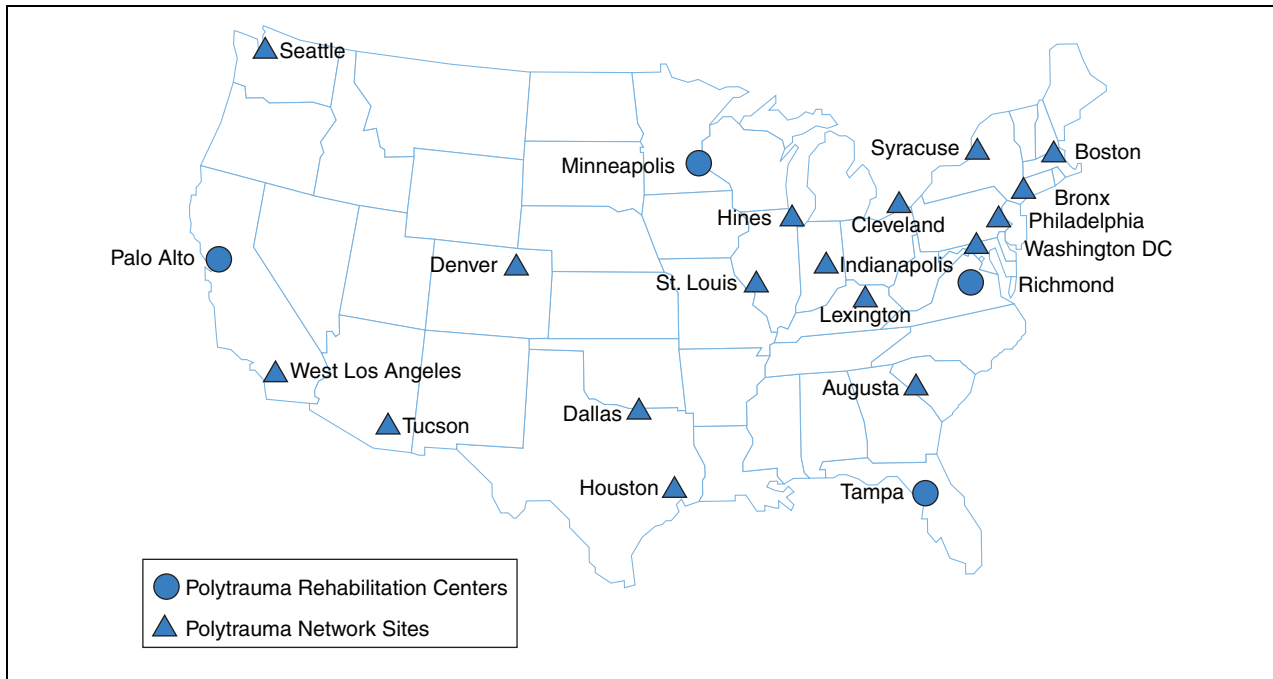 Seattle
Syracuse
Boston
Minneapolis
Bronx
Hines
Cleveland
Philadelphia
Washington DC
Palo Alto
Denver
Indianapolis
St. Louis
Richmond
Lexington
West Los Angeles
Augusta
Dallas
Tucson
Houston
Tampa
Polytrauma Rehabilitation Centers
Polytrauma Network Sites